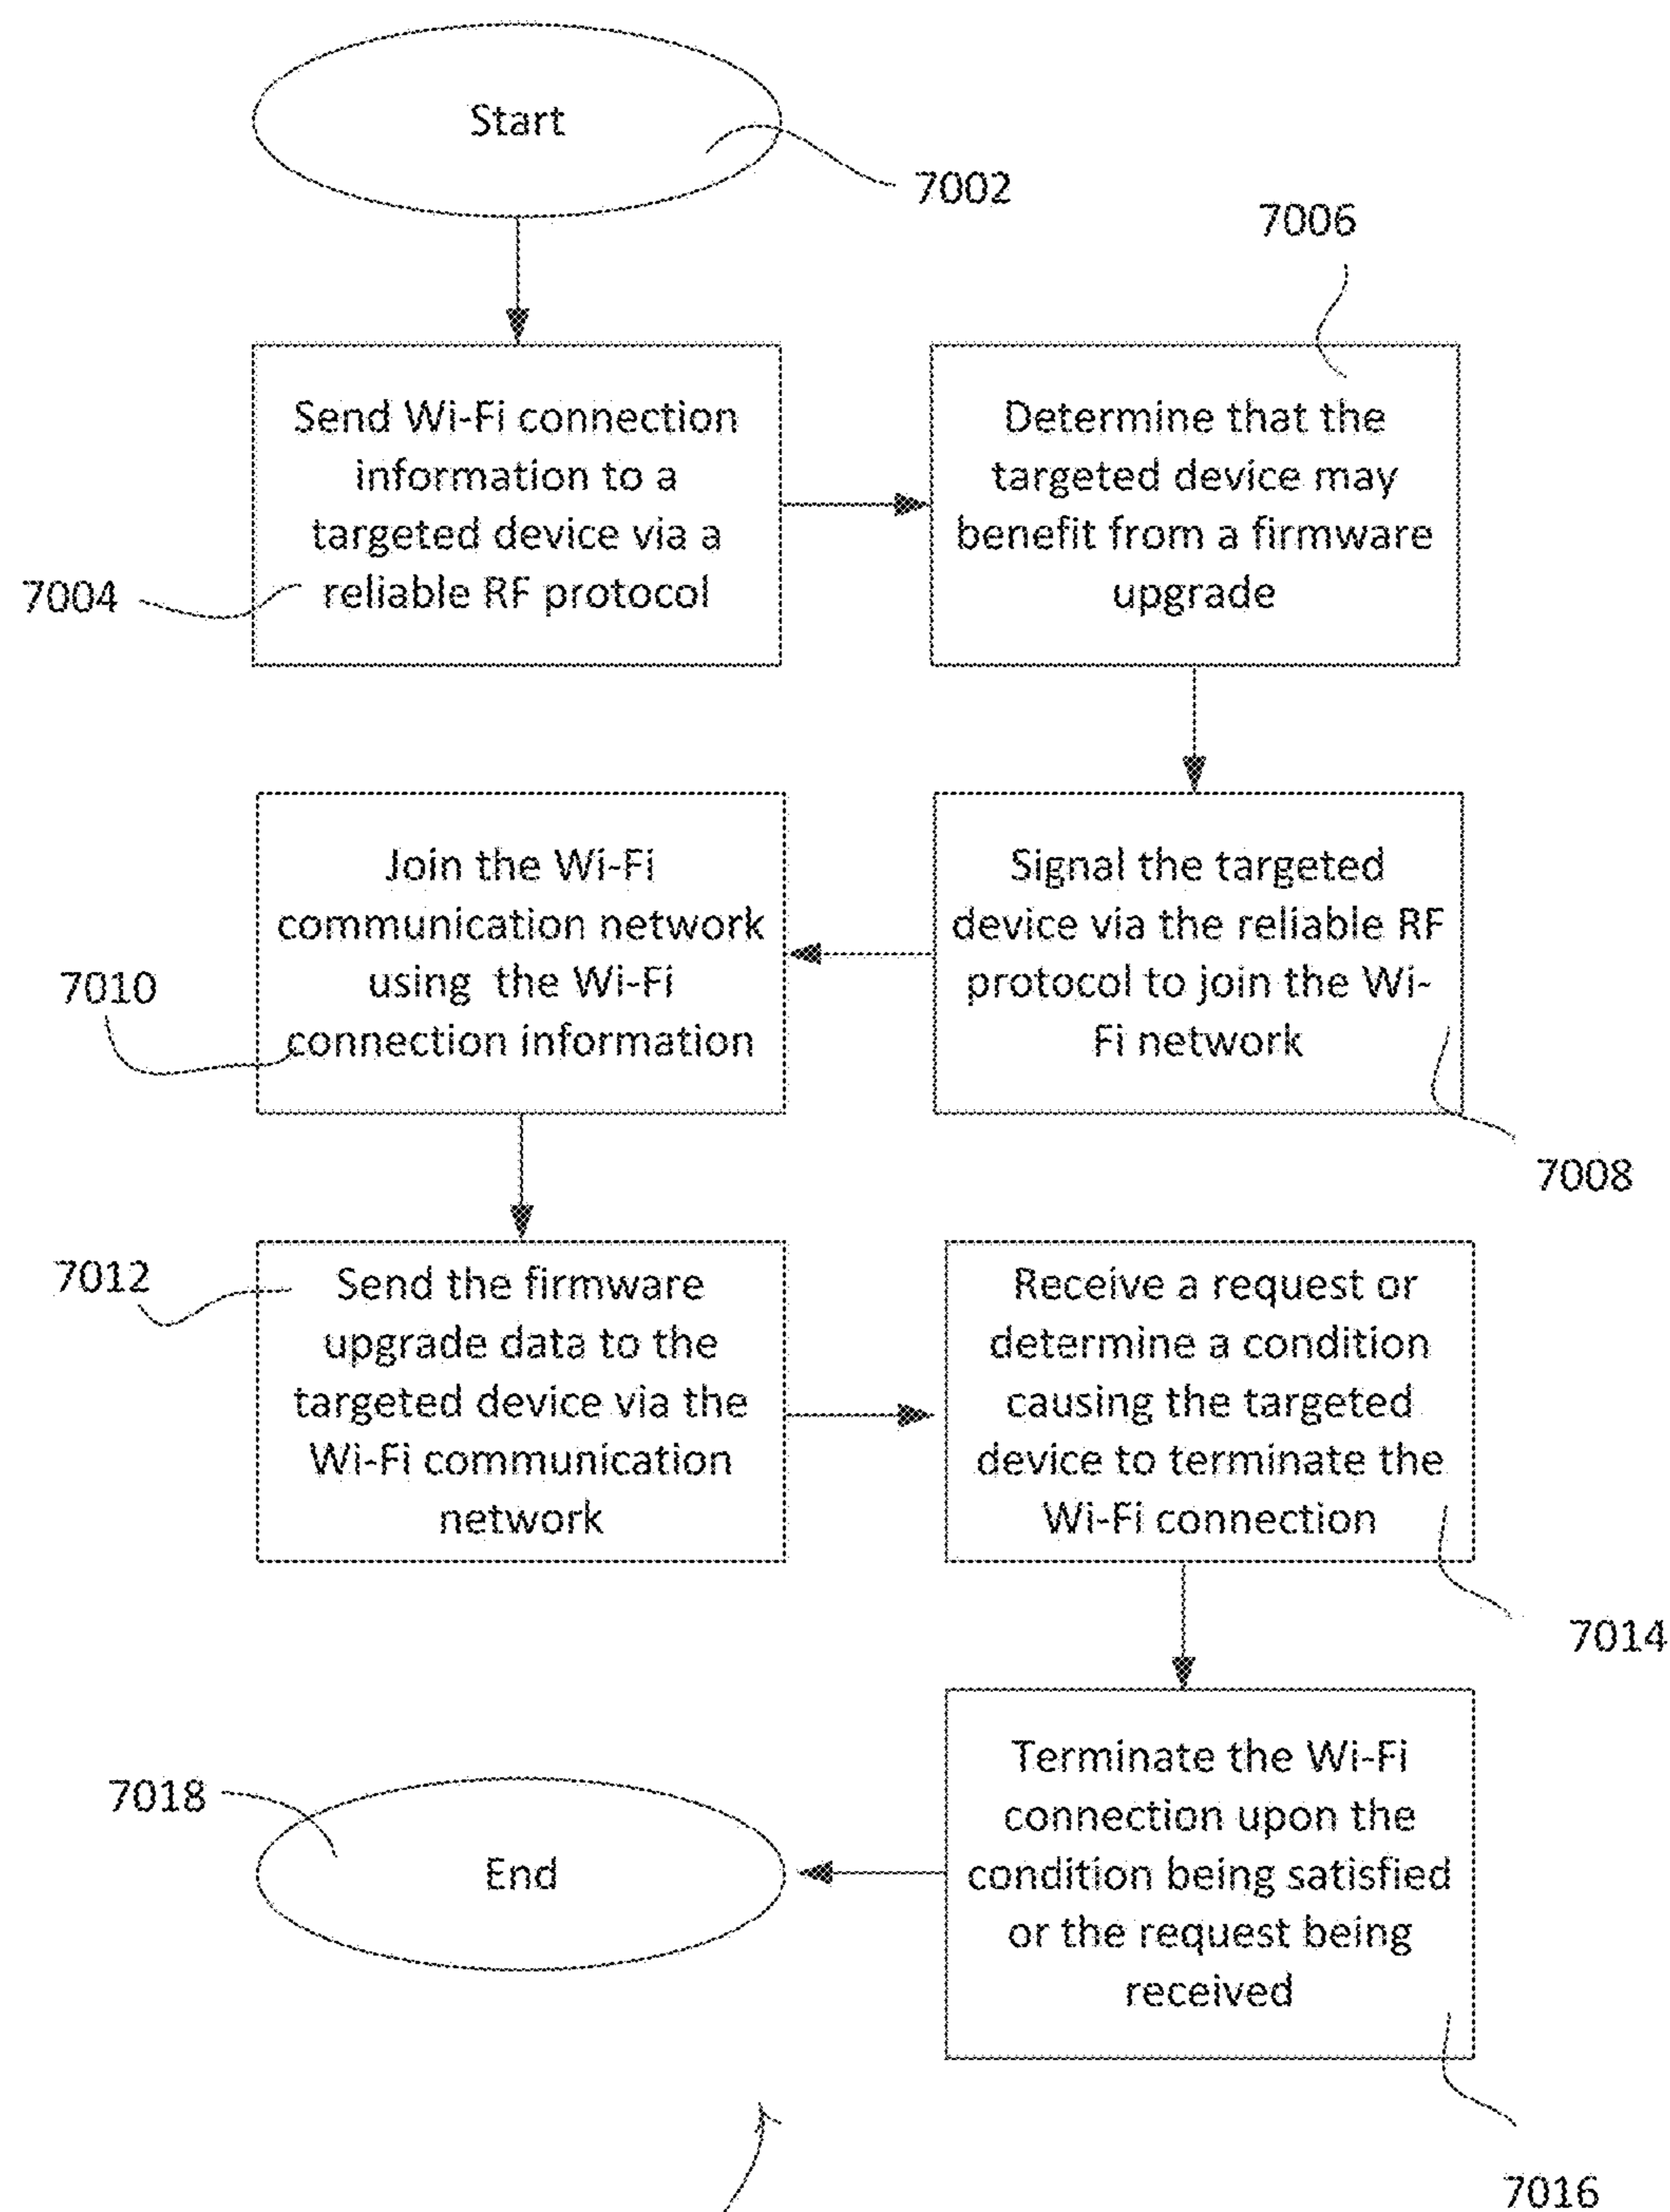 Start
7002
7006
Send Wi-Fi connection
information to a
targeted device via a
reliable RF protocol
7004
Determine that the
targeted device may
benefit from a firmware
upgrade
Signal the targeted
device via the reliable RF
protocol to join the Wi-
Fi network
7008
Join the Wi-Fi
communication network
using the Wi-Fi
connection information
7010
7012
Send the firmware
upgrade data to the
targeted device via the
Wi-Fi communication
network
Receive a request or
determine a condition
causing the targeted
device to terminate the
Wi-Fi connection
7014
Terminate the Wi-Fi
connection upon the
condition being satisfied
or the request being
received
7016
7018
End